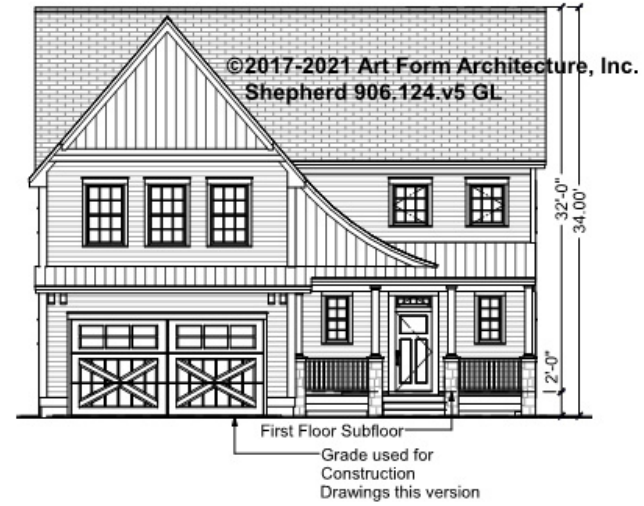 ©2017-2021 Art Form Architecture, Inc.
Shepherd 906.124.v5 GL
32'-0"
34.00'
2'-0"
First Floor Subfloor
Grade used for
Construction
Drawings this version